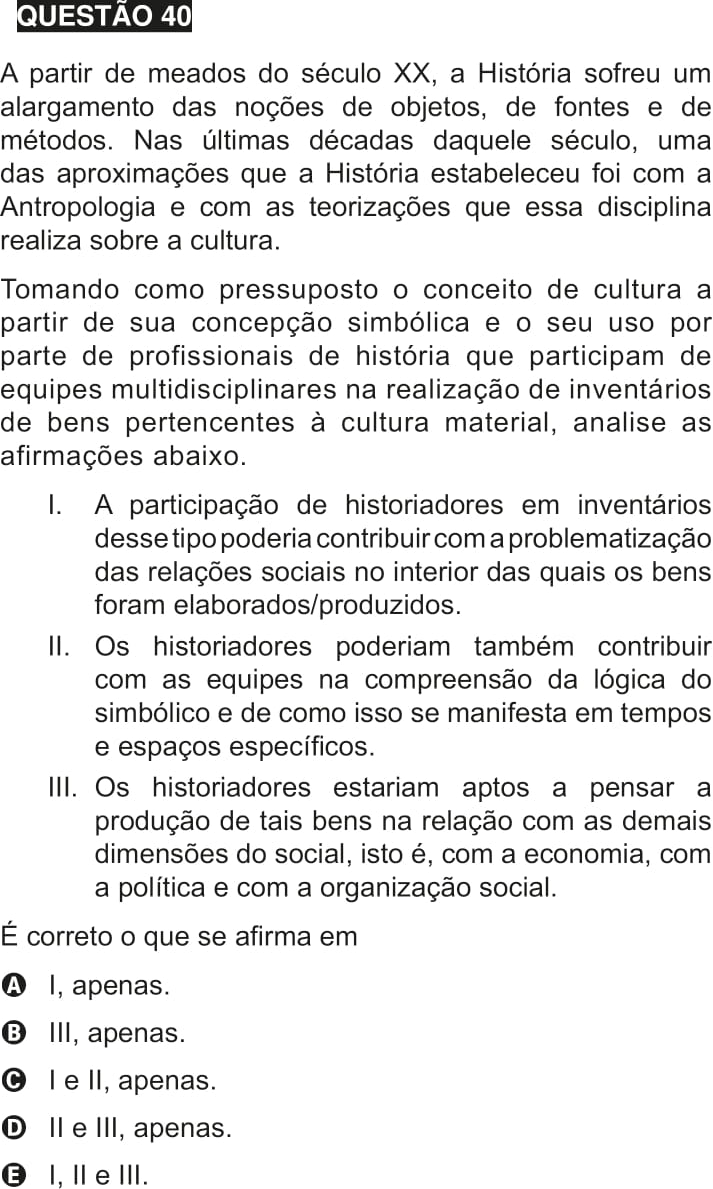 QUESTÃO 40
A partir de meados do século XX, a História sofreu um
alargamento das noções de objetos, de fontes e de
métodos. Nas últimas décadas daquele século, uma
das aproximações que a História estabeleceu foi com a
Antropologia e com as teorizações que essa disciplina
realiza sobre a cultura.
Tomando como pressuposto o conceito de cultura a
partir de sua concepção simbólica e o seu uso por
parte de profissionais de história que participam de
equipes multidisciplinares na realização de inventários
de bens pertencentes à cultura material, analise as
afirmações abaixo.
I. A participação de historiadores em inventários
desse tipo poderia contribuir com a problematização
das relações sociais no interior das quais os bens
foram elaborados/produzidos.
II. Os historiadores poderiam também contribuir
com as equipes na compreensão da lógica do
simbólico e de como isso se manifesta em tempos
e espaços específicos.
III. Os historiadores estariam aptos a pensar a
produção de tais bens na relação com as demais
dimensões do social, isto é, com a economia, com
a política e com a organização social.
É correto o que se afirma em
A I, apenas.
B III, apenas.
C I e II, apenas.
D II e III, apenas.
E I, II e III.